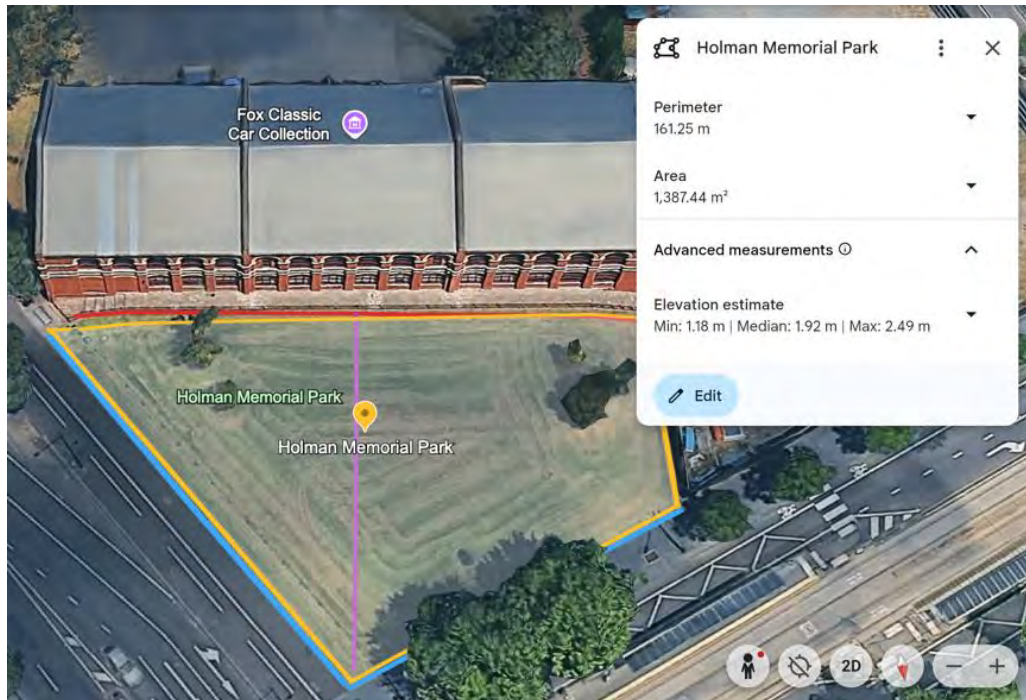 Holman Memorial Park
Perimeter
161.25 m
Area
1,387.44 m²
Advanced measurements
Elevation estimate
Min: 1.18 m | Median: 1.92 m | Max: 2.49 m
Edit
Fox Classic
Car Collection
Holman Memorial Park
Holman Memorial Park
2D